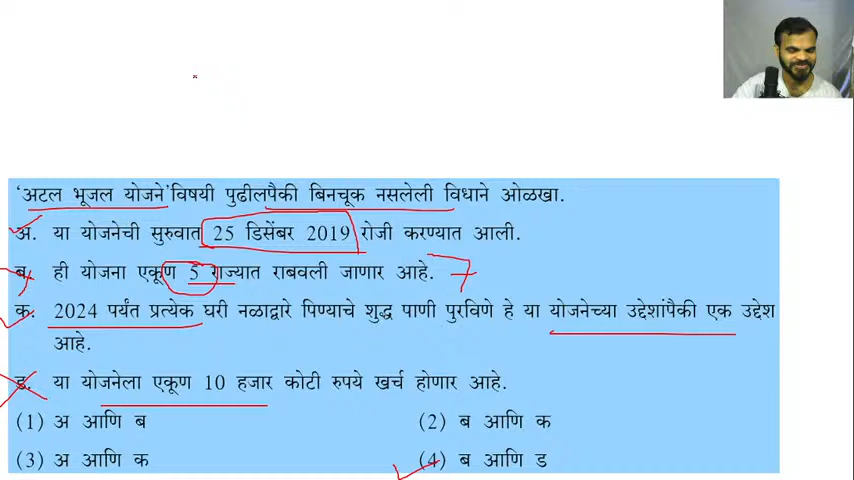 'अटल भूजल योजने'विषयी पुढीलपैकी बिनचूक नसलेली विधाने ओळखा.
अ. या योजनेची सुरुवात 25 डिसेंबर 2019 रोजी करण्यात आली.
ब. ही योजना एकूण 5 राज्यात राबवली जाणार आहे. 7
क. 2024 पर्यंत प्रत्येक घरी नळाद्वारे पिण्याचे शुद्ध पाणी पुरविणे हे या योजनेच्या उद्देशांपैकी एक उद्देश
आहे.
ड. या योजनेला एकूण 10 हजार कोटी रुपये खर्च होणार आहे.
(1) अ आणि ब (2) ब आणि क
(3) अ आणि क (4) ब आणि ड